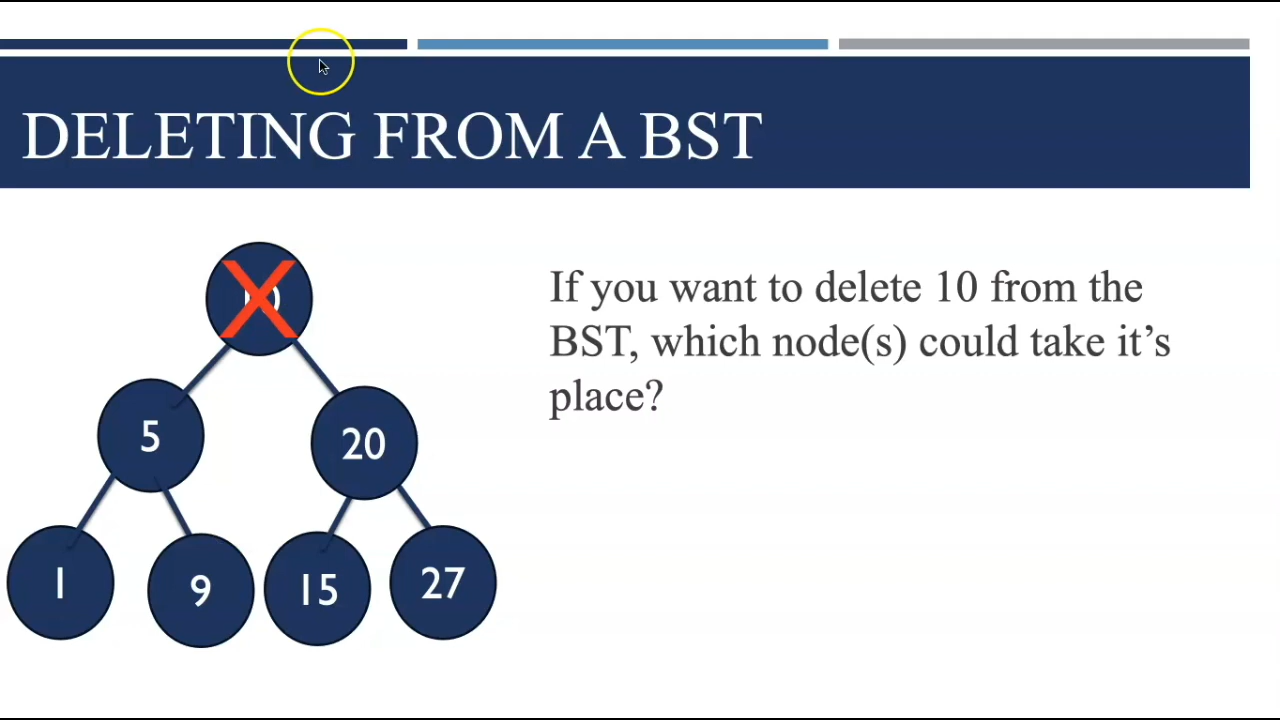 DELETING FROM A BST
If you want to delete 10 from the
BST, which node(s) could take it’s
place?
10
5
20
1
9
15
27